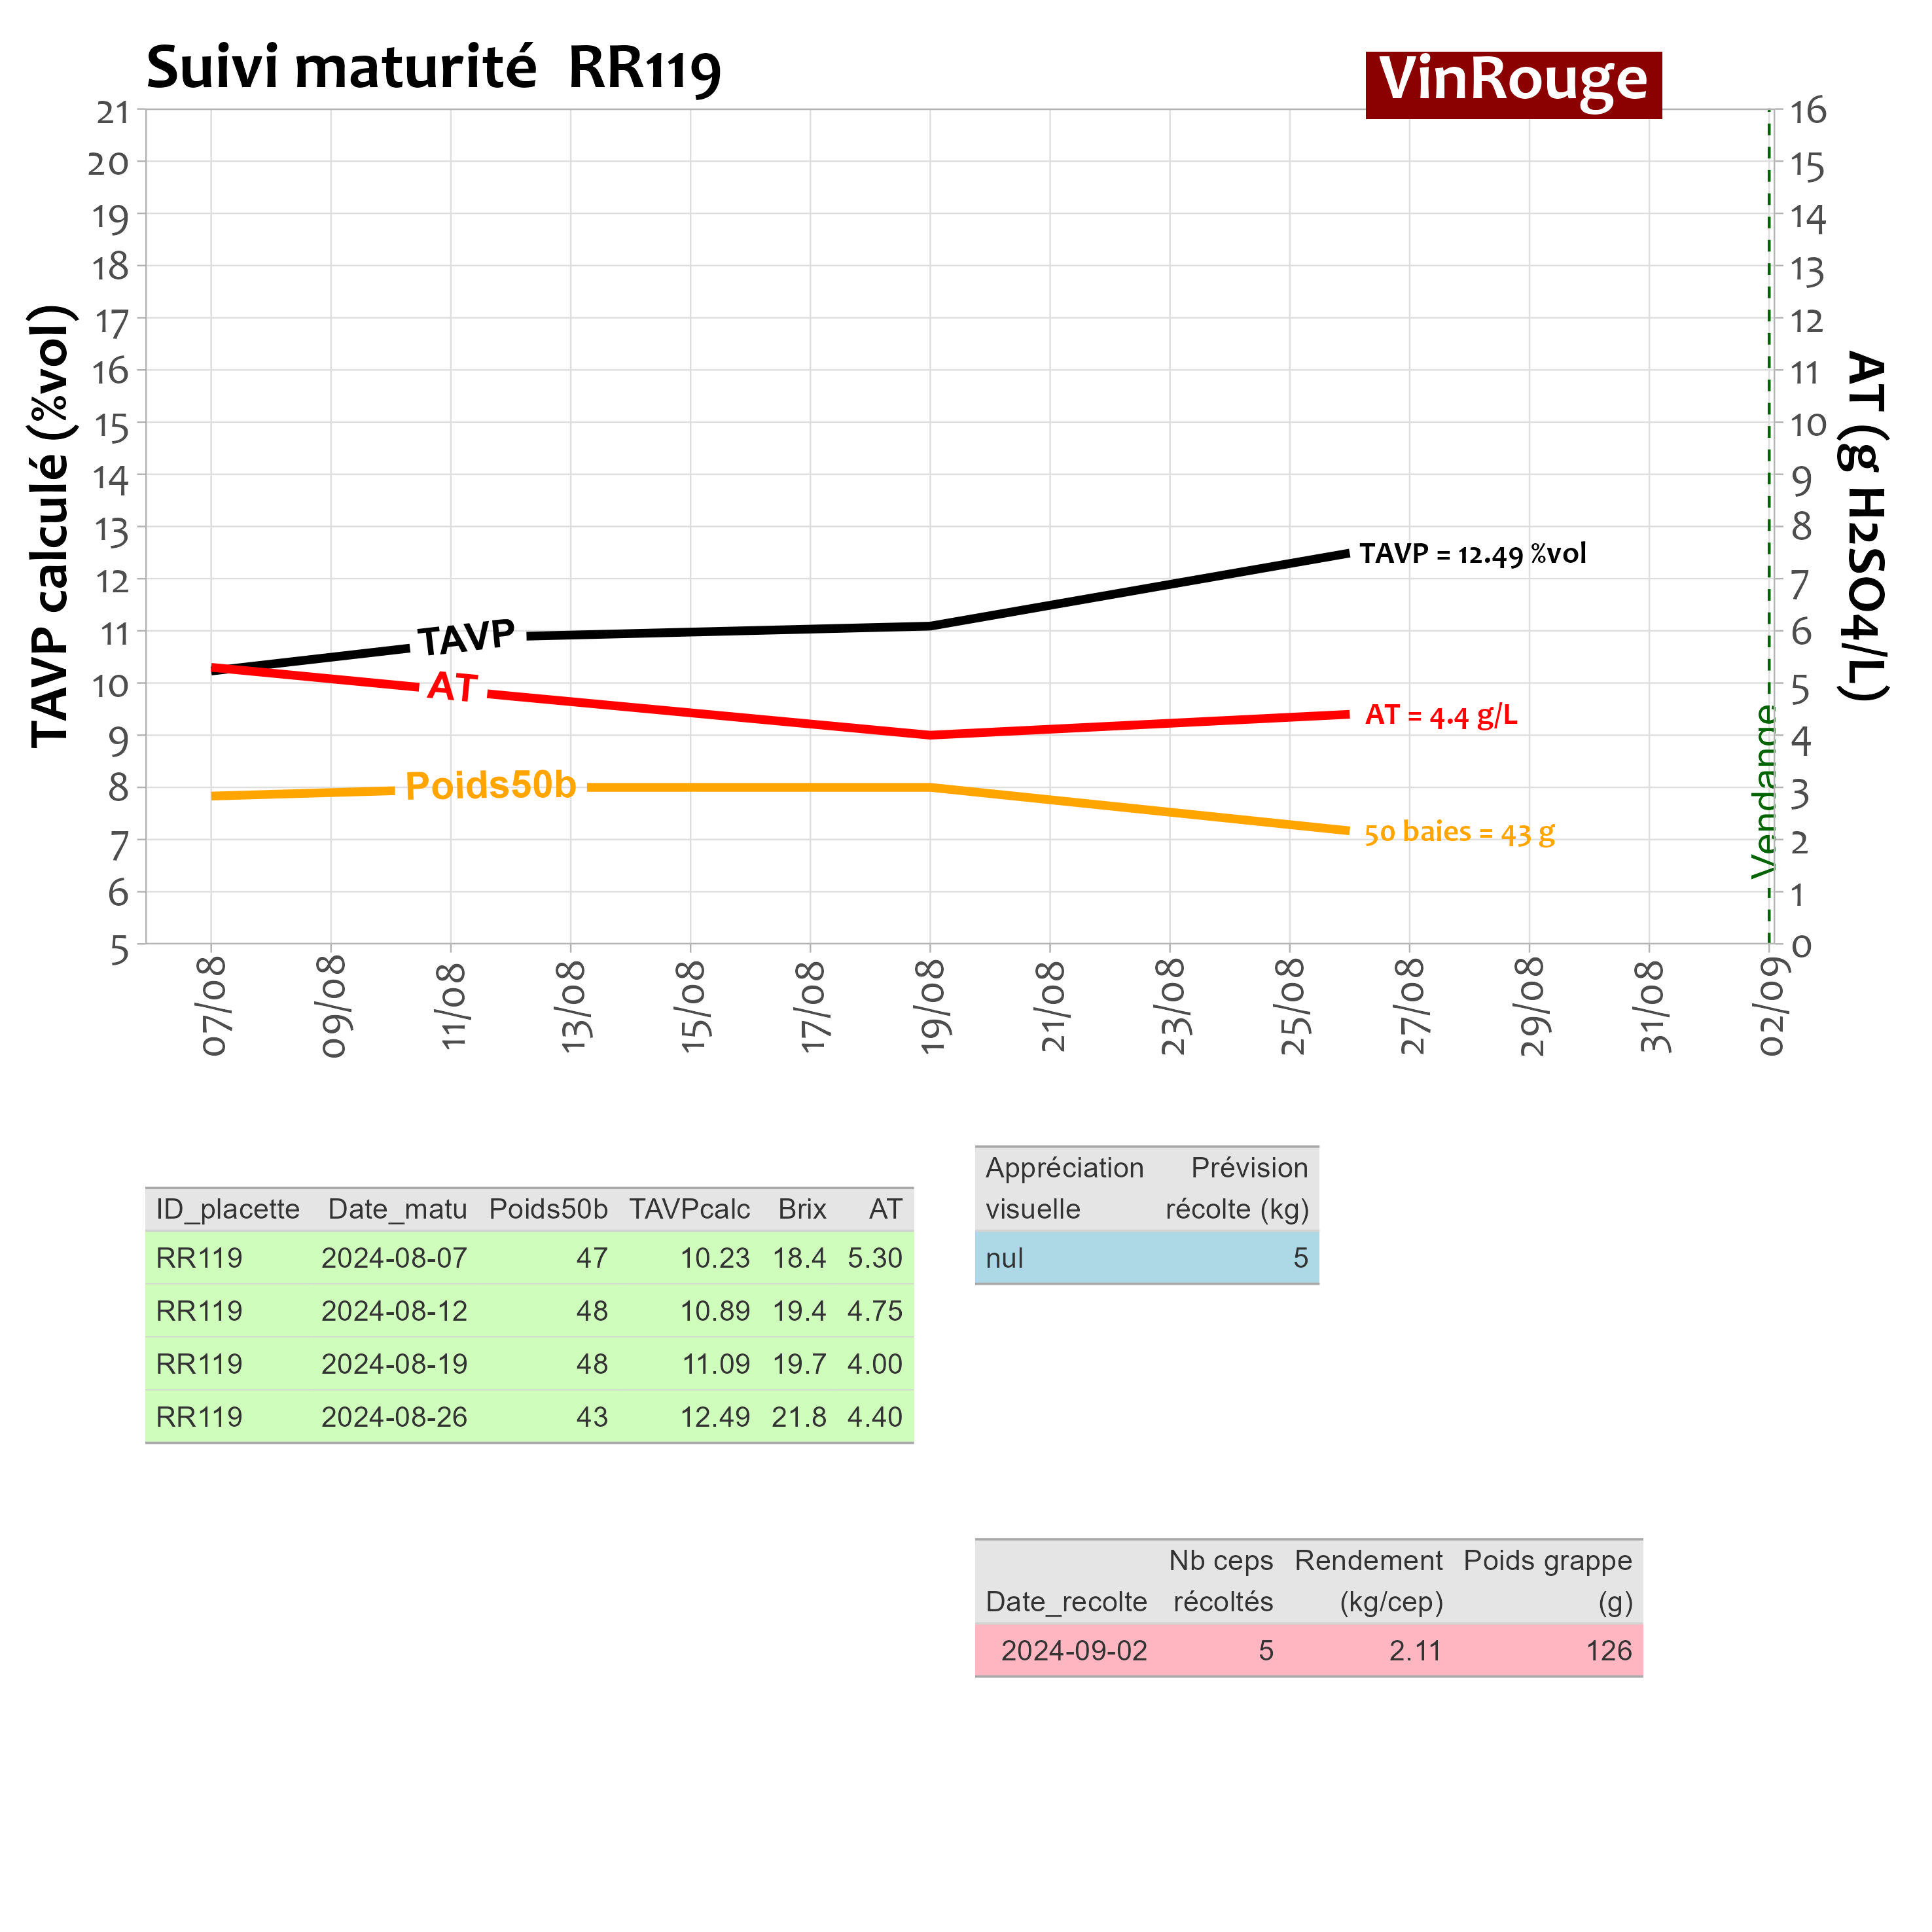 Suivi maturité  RR119
VinRouge
TAVP calculé (%vol)
21
20
19
18
17
16
15
14
13
12
11
10
9
8
7
6
5
16
15
14
13
12
11
10
9
8
7
6
5
4
3
2
1
0
AT (g H2SO4/L)
TAVP
TAVP = 12.49 %vol
AT
AT = 4.4 g/L
Poids50b
50 baies = 43 g
Vendange
07/08
09/08
11/08
13/08
15/08
17/08
19/08
21/08
23/08
25/08
27/08
29/08
31/08
02/09
ID_placette Date_matu Poids50b TAVPcalc Brix AT
RR119 2024-08-07 47 10.23 18.4 5.30
RR119 2024-08-12 48 10.89 19.4 4.75
RR119 2024-08-19 48 11.09 19.7 4.00
RR119 2024-08-26 43 12.49 21.8 4.40
Appréciation Prévision
visuelle récolte (kg)
nul 5
Nb ceps Rendement Poids grappe
Date_recolte récoltés (kg/cep) (g)
2024-09-02 5 2.11 126